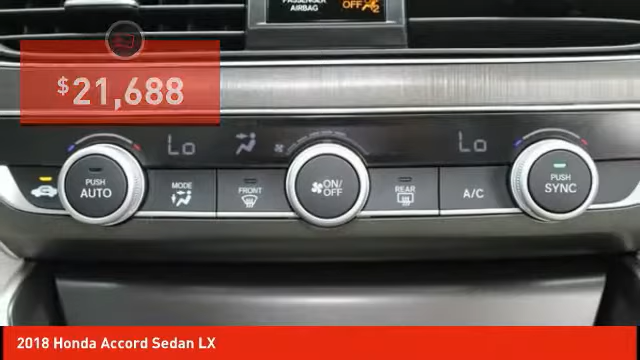 PASSENGER
AIRBAG OFF 2
$21,688
Lo Lo
PUSH AUTO
MODE
FRONT
ON/OFF
REAR
A/C
PUSH SYNC
2018 Honda Accord Sedan LX